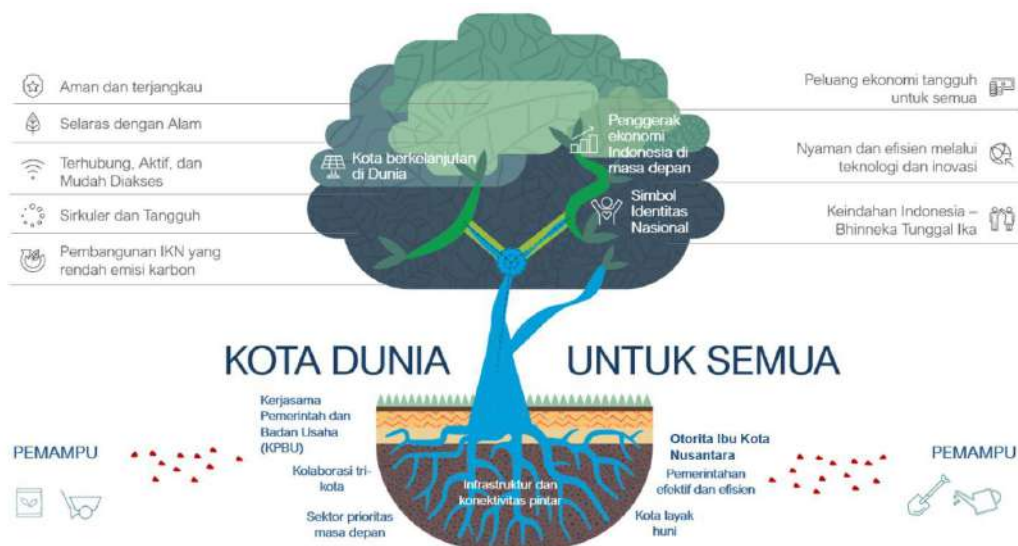 Aman dan terjangkau
Selaras dengan Alam
Terhubung, Aktif, dan
Mudah Diakses
Sirkuler dan Tangguh
Pembangunan IKN yang
rendah emisi karbon
Kota berkelanjutan
di Dunia
Penggerak
ekonomi
Indonesia di
masa depan
Simbol
Identitas
Nasional
Peluang ekonomi tangguh
untuk semua
Nyaman dan efisien melalui
teknologi dan inovasi
Keindahan Indonesia –
Bhinneka Tunggal Ika
KOTA DUNIA UNTUK SEMUA
PEMAMPU
Kerjasama
Pemerintah dan
Badan Usaha
(KPBU)
Kolaborasi tri-
kota
Sektor prioritas
masa depan
Infrastruktur dan
konektivitas pintar
Otorita Ibu Kota
Nusantara
Pemerintahan
efektif dan efisien
Kota layak
huni
PEMAMPU